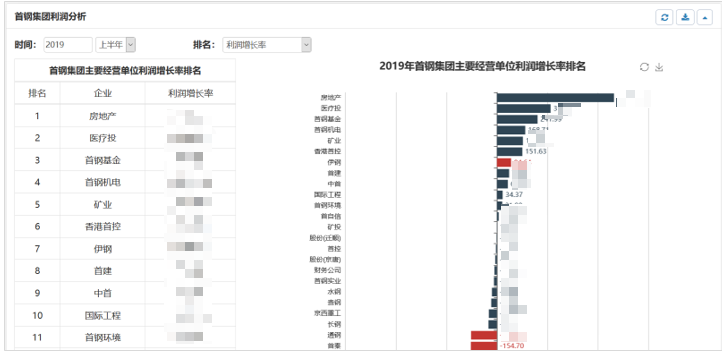 首钢集团利润分析
时间： 2019 上半年 排名： 利润增长率
首钢集团主要经营单位利润增长率排名
排名 企业 利润增长率
1 房地产
2 医疗投
3 首钢基金
4 首钢机电
5 矿业
6 香港首控
7 伊钢
8 首建
9 中首
10 国际工程
11 首钢环境
2019年首钢集团主要经营单位利润增长率排名
房地产
医疗投
首钢基金
首钢机电
矿业
香港首控 151.63
伊钢
首建
中首
国际工程 34.37
首钢环境
首自信
矿投
股份(迁顺)
首控
股份(京唐)
财务公司
首钢实业
水钢
贵钢
京西重工
长钢
通钢
首秦 -154.70